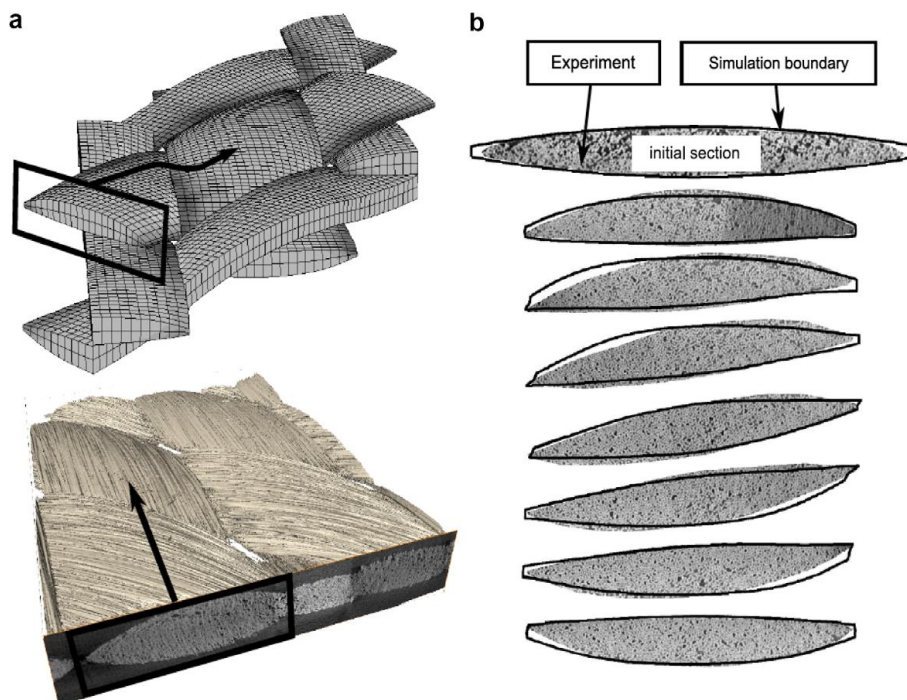 a
b
Experiment
Simulation boundary
initial section